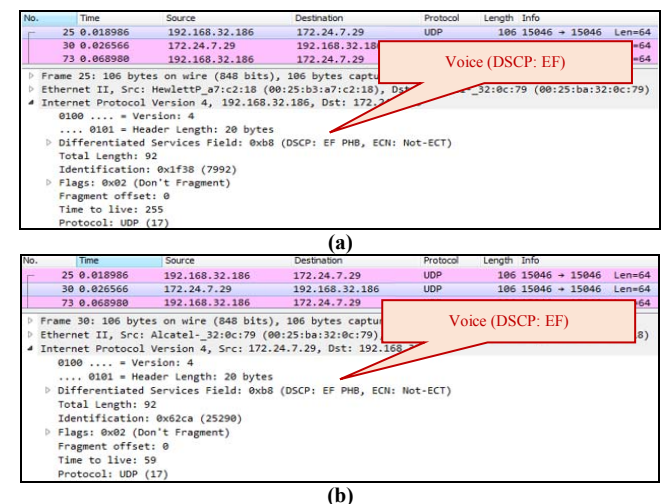 No. Time Source Destination Protocol Length Info
25 0.018986 192.168.32.186 172.24.7.29 UDP 106 15046 → 15046 Len=64
30 0.026566 172.24.7.29 192.168.32.186
73 0.068980 192.168.32.186 172.24.7.29 =64
Voice (DSCP: EF)
Frame 25: 106 bytes on wire (848 bits), 106 bytes captu
Ethernet II, Src: HewlettP_a7:c2:18 (00:25:b3:a7:c2:18), Dst -_32:0c:79 (00:25:ba:32:0c:79)
Internet Protocol Version 4, 192.168.32.186, Dst: 172.2
0100 .... = Version: 4
.... 0101 = Header Length: 20 bytes
Differentiated Services Field: 0xb8 (DSCP: EF PHB, ECN: Not-ECT)
Total Length: 92
Identification: 0x1f38 (7992)
Flags: 0x02 (Don't Fragment)
Fragment offset: 0
Time to live: 255
Protocol: UDP (17)
(a)
No. Time Source Destination Protocol Length Info
25 0.018986 192.168.32.186 172.24.7.29 UDP 106 15046 → 15046 Len=64
30 0.026566 172.24.7.29 192.168.32.186 UDP 106 15046 → 15046 Len=64
73 0.068980 192.168.32.186 172.24.7.29 64
Voice (DSCP: EF)
Frame 30: 106 bytes on wire (848 bits), 106 bytes captu
Ethernet II, Src: Alcatel-_32:0c:79 (00:25:ba:32:0c:79) 8)
Internet Protocol Version 4, Src: 172.24.7.29, Dst: 192.168.3
0100 .... = Version: 4
.... 0101 = Header Length: 20 bytes
Differentiated Services Field: 0xb8 (DSCP: EF PHB, ECN: Not-ECT)
Total Length: 92
Identification: 0x62ca (25290)
Flags: 0x02 (Don't Fragment)
Fragment offset: 0
Time to live: 59
Protocol: UDP (17)
(b)